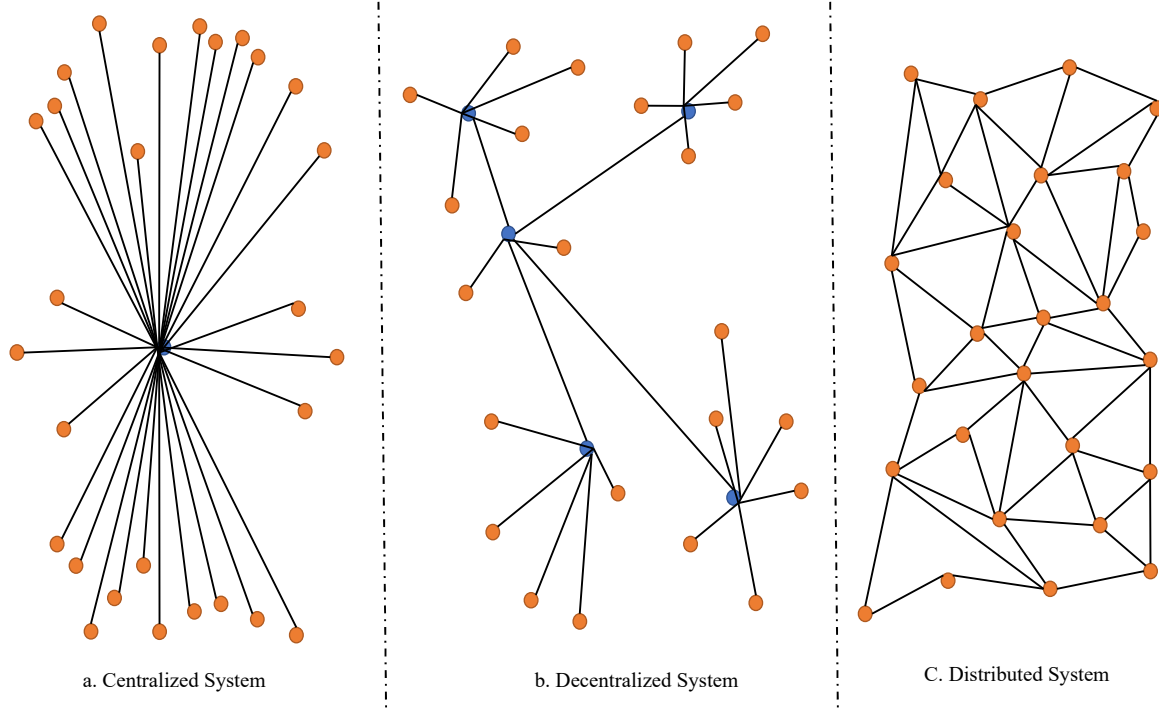 a. Centralized System
b. Decentralized System
C. Distributed System